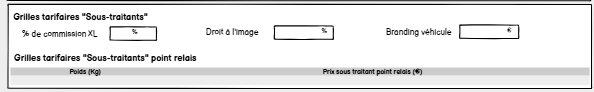 Grilles tarifaires "Sous-traitants"
% de commission XL % Droit à l'image % Branding véhicule €
Grilles tarifaires "Sous-traitants" point relais
Poids (Kg) Prix sous traitant point relais (€)